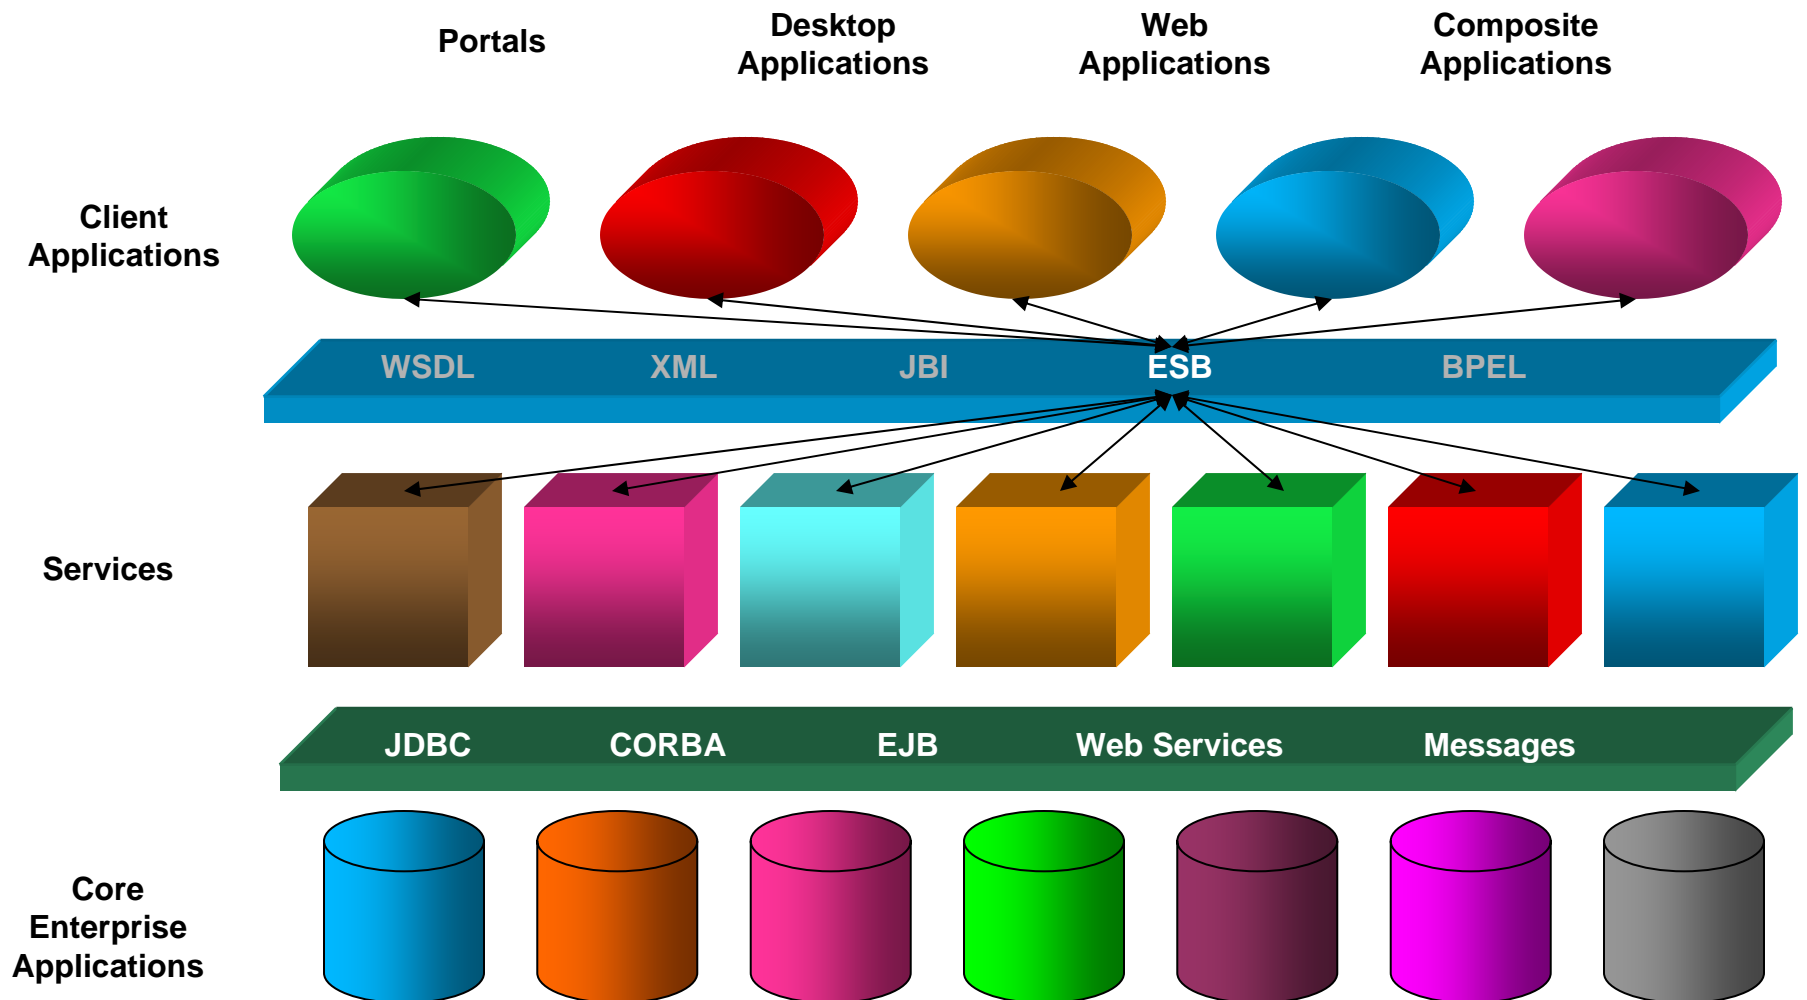 Portals
Desktop
Applications
Web
Applications
Composite
Applications
Client
Applications
WSDL XML JBI ESB BPEL
Services
JDBC CORBA EJB Web Services Messages
Core
Enterprise
Applications